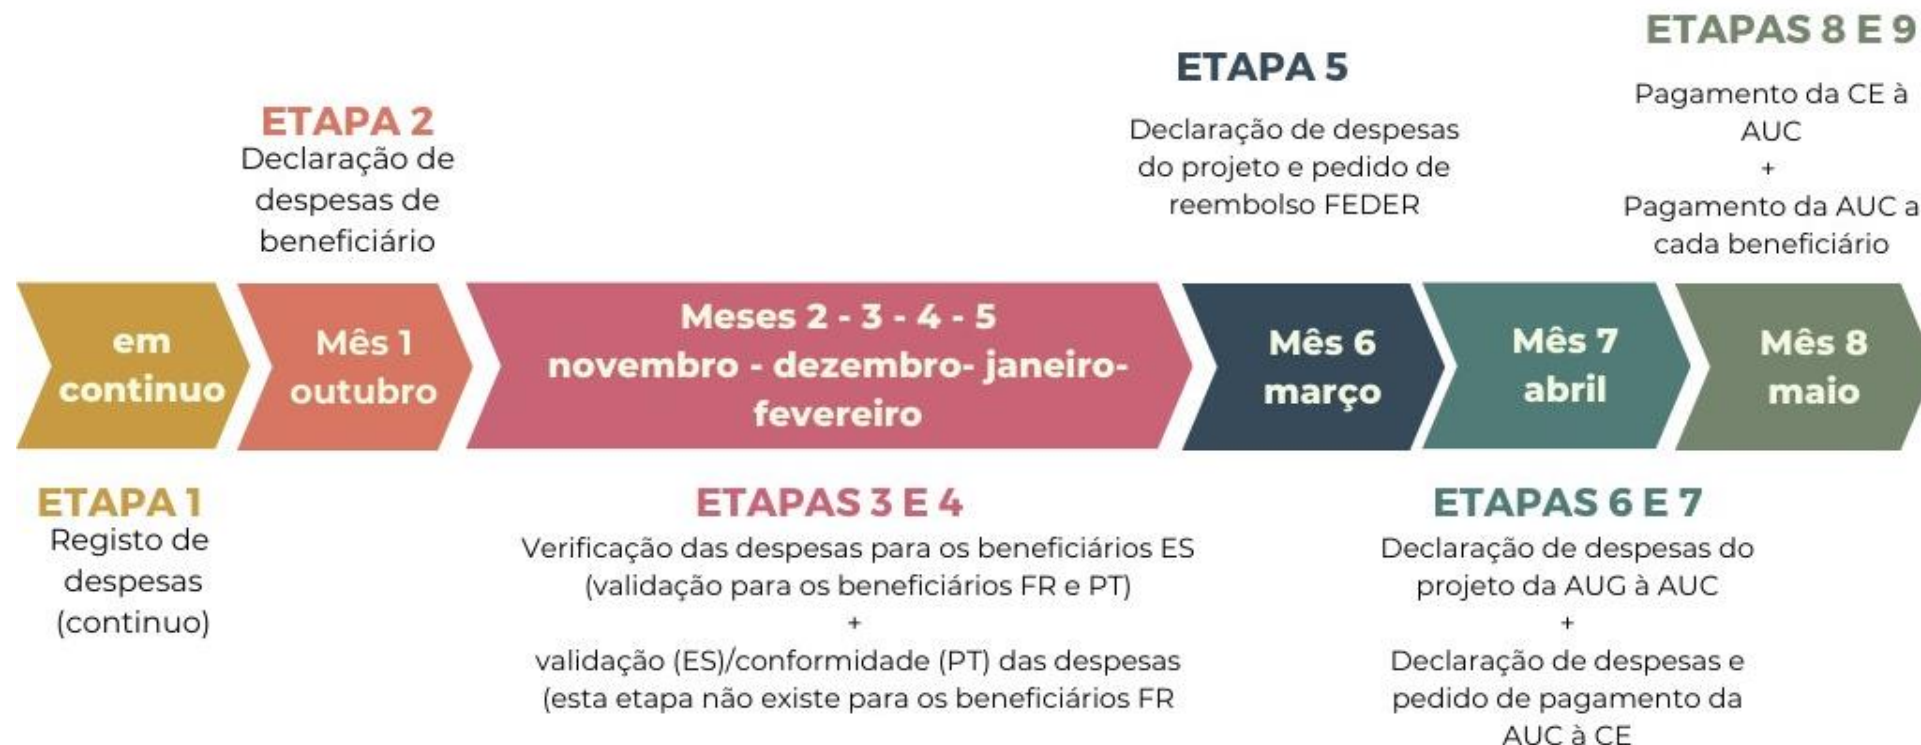 ETAPA 1
Registo de
despesas
(continuo)
em
continuo
ETAPA 2
Declaração de
despesas de
beneficiário
Mês 1
outubro
Meses 2 - 3 - 4 - 5
novembro - dezembro- janeiro-
fevereiro
ETAPAS 3 E 4
Verificação das despesas para os beneficiários ES
(validação para os beneficiários FR e PT)
+
validação (ES)/conformidade (PT) das despesas
(esta etapa não existe para os beneficiários FR
ETAPA 5
Declaração de despesas
do projeto e pedido de
reembolso FEDER
Mês 6
março
Mês 7
abril
ETAPAS 6 E 7
Declaração de despesas do
projeto da AUG à AUC
+
Declaração de despesas e
pedido de pagamento da
AUC à CE
ETAPAS 8 E 9
Pagamento da CE à
AUC
+
Pagamento da AUC a
cada beneficiário
Mês 8
maio